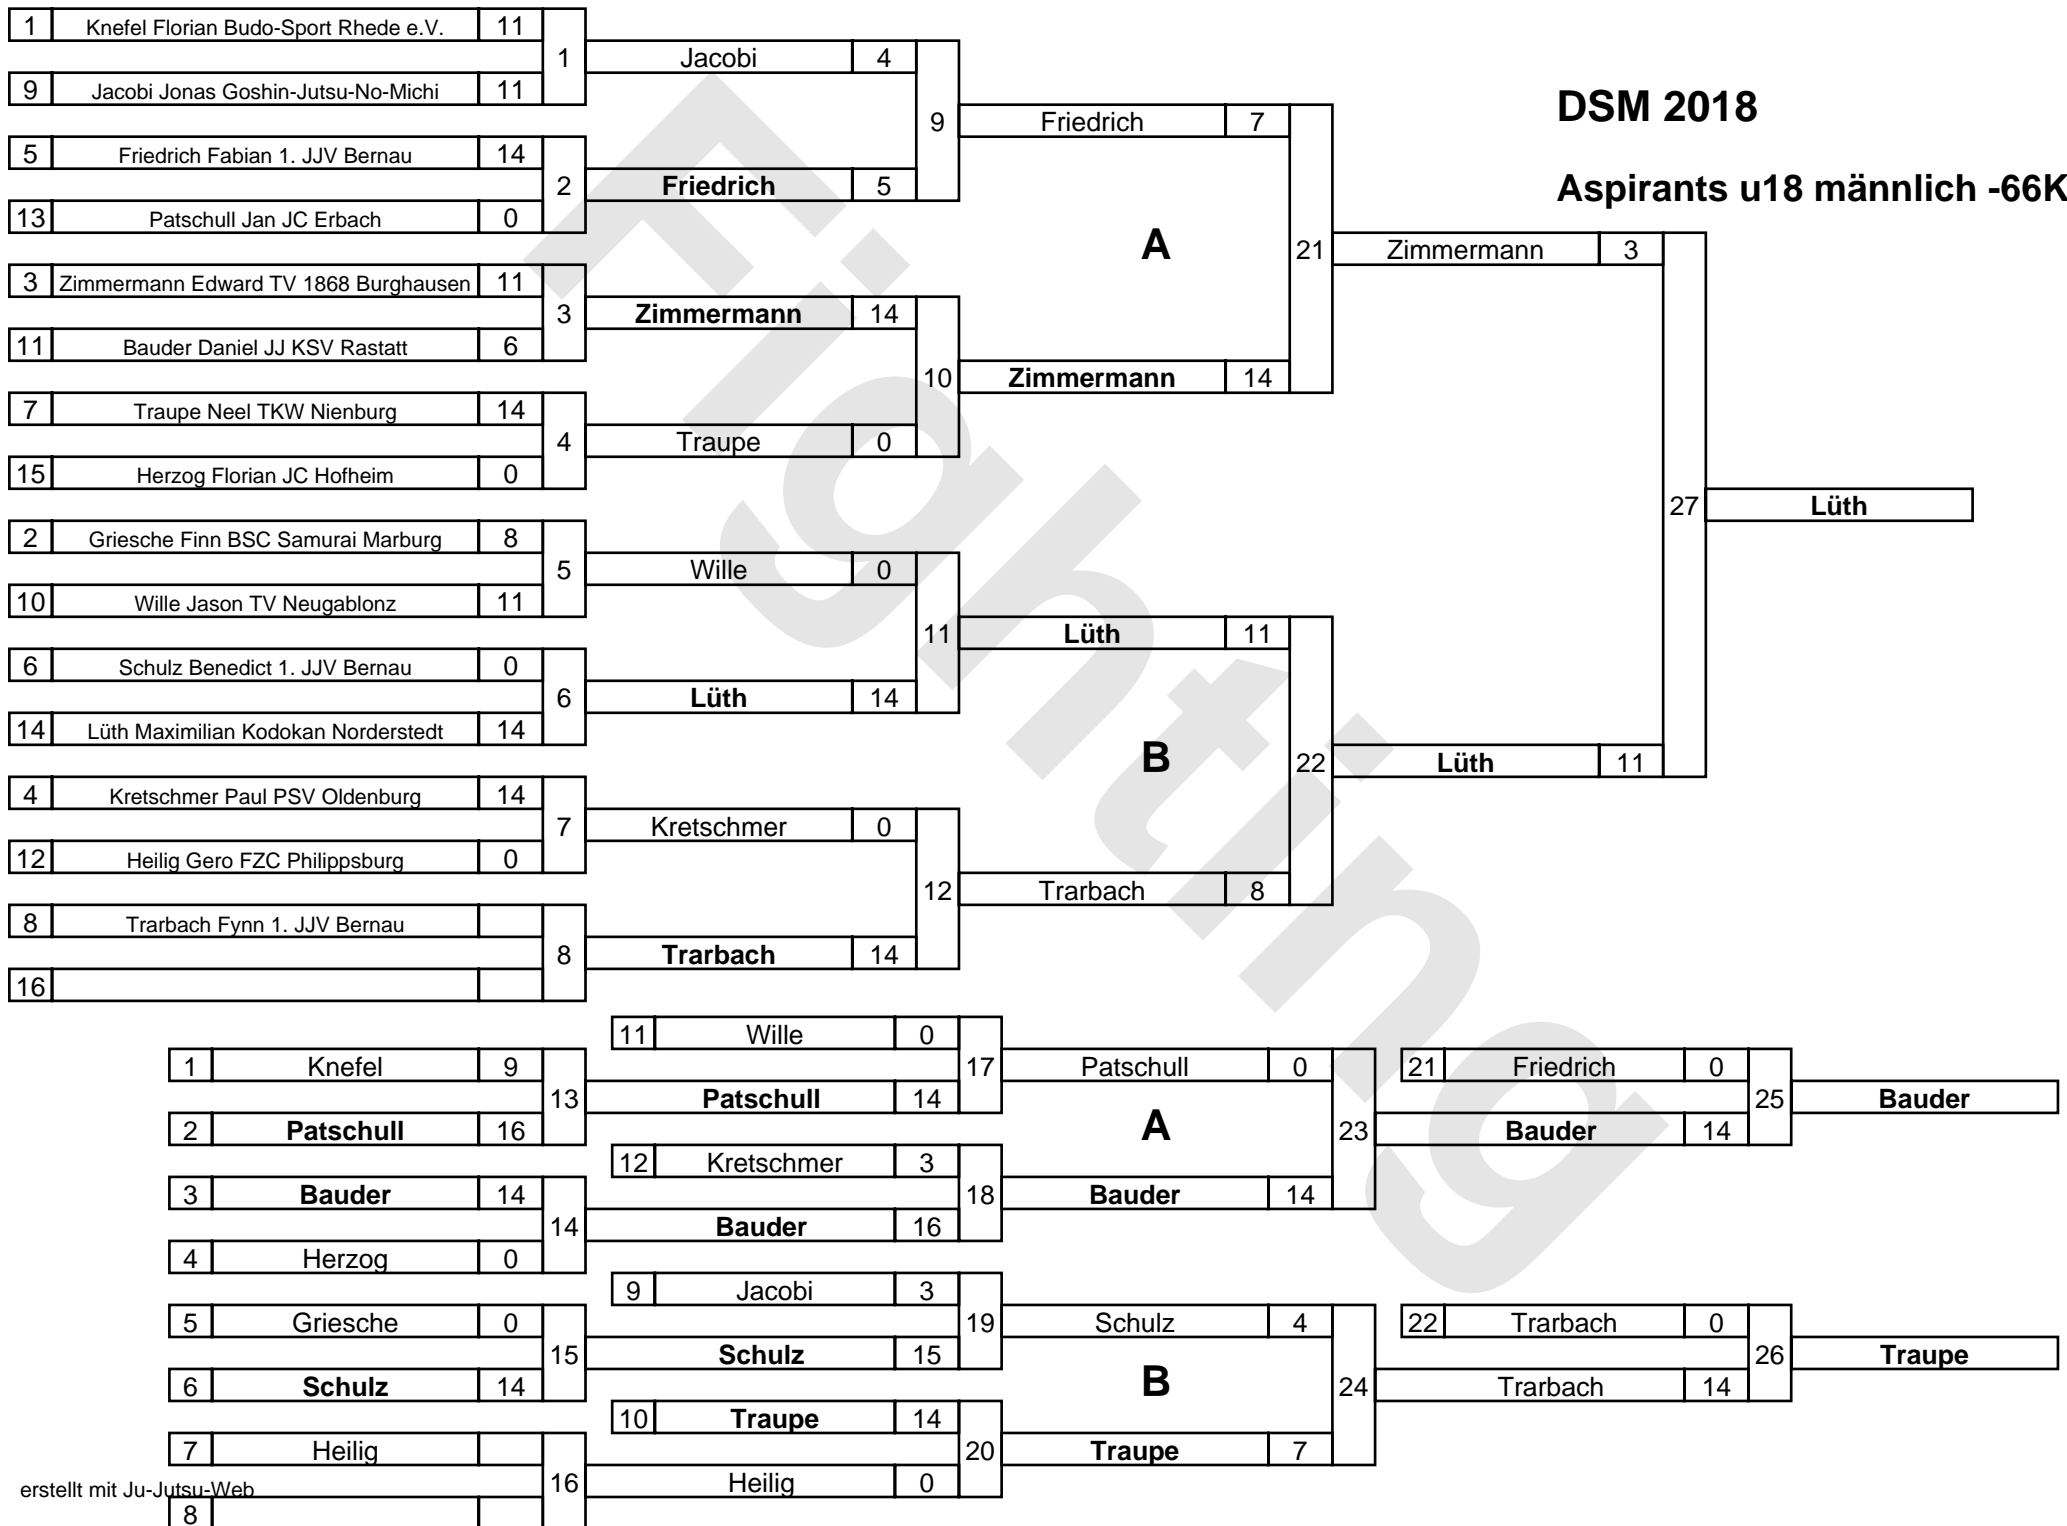 DSM 2018
Aspirants u18 männlich -66K
1 Knefel Florian Budo-Sport Rhede e.V. 11
9 Jacobi Jonas Goshin-Jutsu-No-Michi 11
1
5 Friedrich Fabian 1. JJV Bernau 14
13 Patschull Jan JC Erbach 0
2
3 Zimmermann Edward TV 1868 Burghausen 11
11 Bauder Daniel JJ KSV Rastatt 6
3
7 Traupe Neel TKW Nienburg 14
15 Herzog Florian JC Hofheim 0
4
2 Griesche Finn BSC Samurai Marburg 8
10 Wille Jason TV Neugablonz 11
5
6 Schulz Benedict 1. JJV Bernau 0
14 Lüth Maximilian Kodokan Norderstedt 14
6
4 Kretschmer Paul PSV Oldenburg 14
12 Heilig Gero FZC Philippsburg 0
7
8 Trarbach Fynn 1. JJV Bernau
16
8
Jacobi 4
Friedrich 5
9
Zimmermann 14
Traupe 0
10
Wille 0
Lüth 14
11
Kretschmer 0
Trarbach 14
12
Friedrich 7
A
Zimmermann 14
21
Lüth 11
B
Trarbach 8
22
Zimmermann 3
Lüth 11
27
Lüth
Fighting
1 Knefel 9
2 Patschull 16
13
3 Bauder 14
4 Herzog 0
14
5 Griesche 0
6 Schulz 14
15
7 Heilig
8
16
11 Wille 0
Patschull 14
17
12 Kretschmer 3
Bauder 16
18
9 Jacobi 3
Schulz 15
19
10 Traupe 14
Heilig 0
20
Patschull 0
A
Bauder 14
23
Schulz 4
B
Traupe 7
24
21 Friedrich 0
Bauder 14
25
Bauder
22 Trarbach 0
Trarbach 14
26
Traupe
erstellt mit Ju-Jutsu-Web